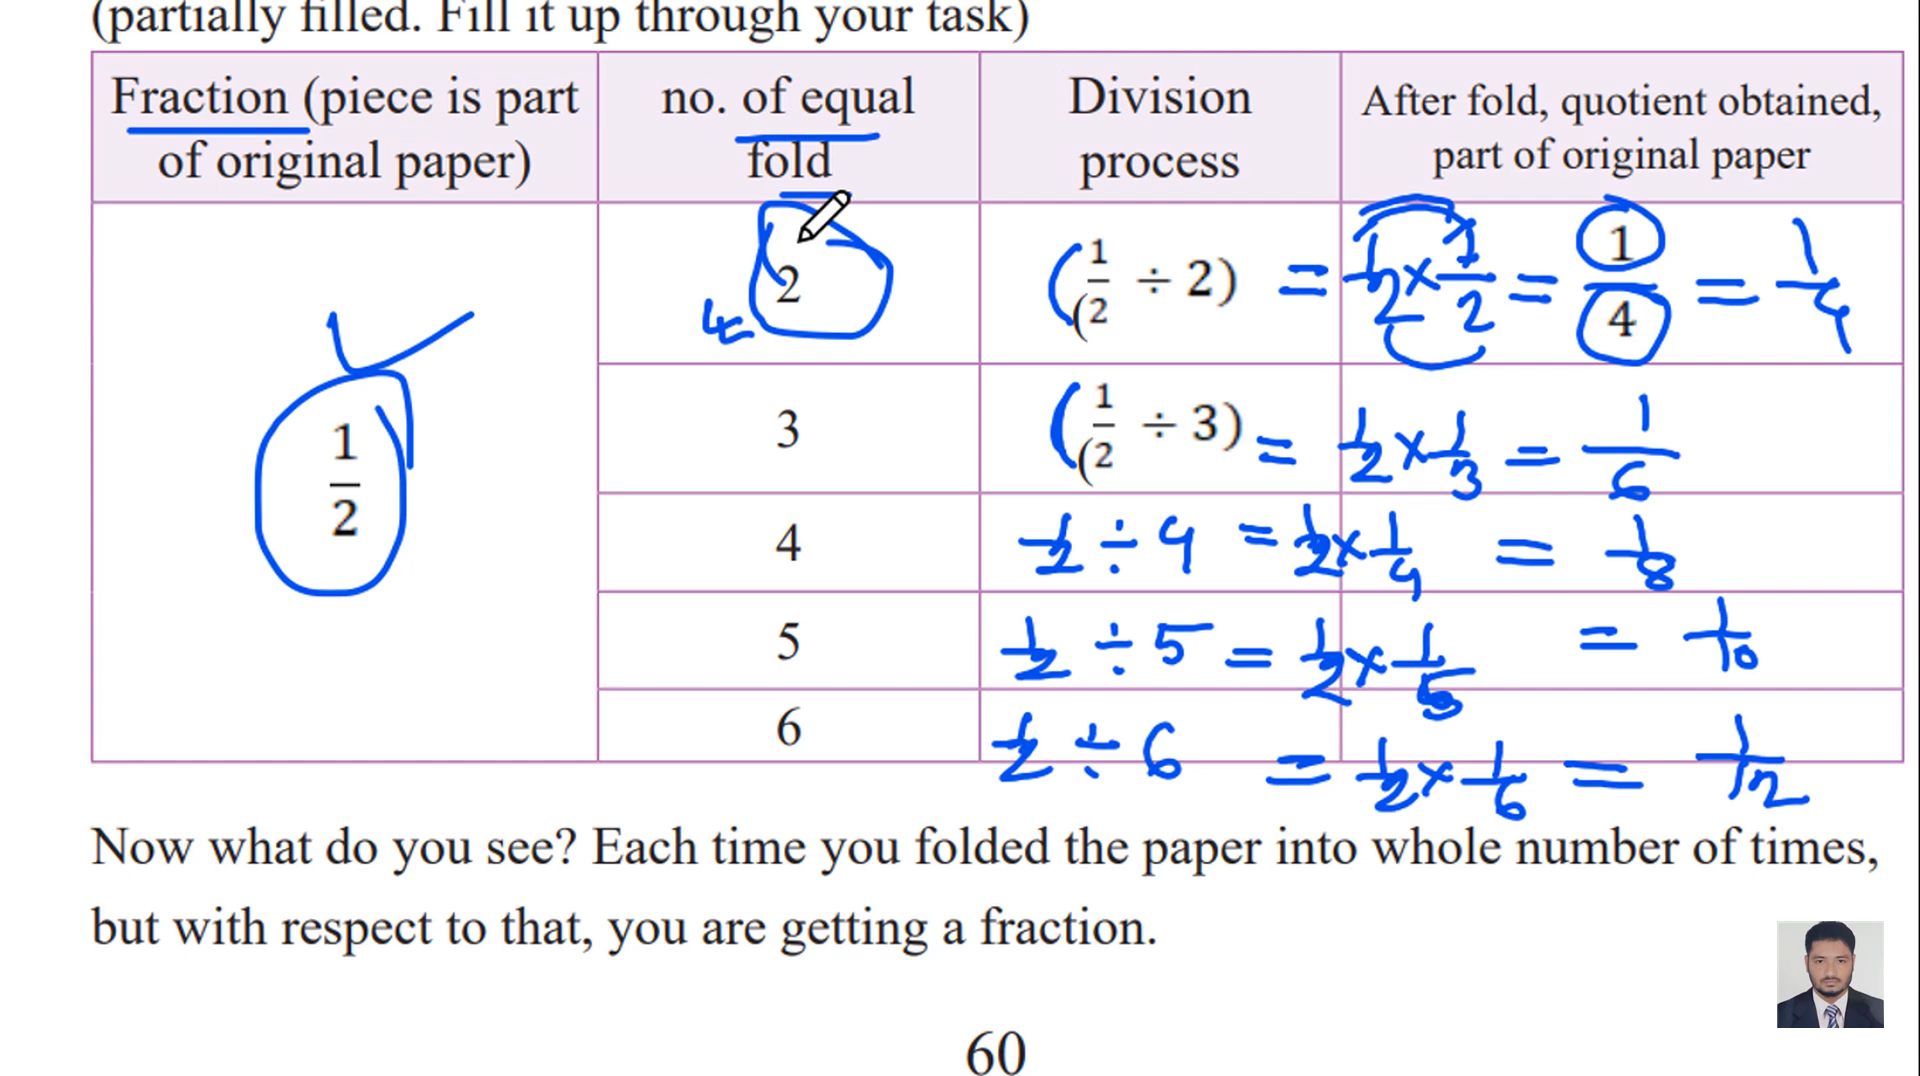 (partially filled. Fill it up through your task)
Fraction (piece is part of original paper) no. of equal fold Division process After fold, quotient obtained, part of original paper
1/2
2 (1/2 ÷ 2) = 1/2 × 1/2 = 1/4 = 1/4
3 (1/2 ÷ 3) = 1/2 × 1/3 = 1/6
4 1/2 ÷ 4 = 1/2 × 1/4 = 1/8
5 1/2 ÷ 5 = 1/2 × 1/5 = 1/10
6 1/2 ÷ 6 = 1/2 × 1/6 = 1/12
Now what do you see? Each time you folded the paper into whole number of times,
but with respect to that, you are getting a fraction.
60